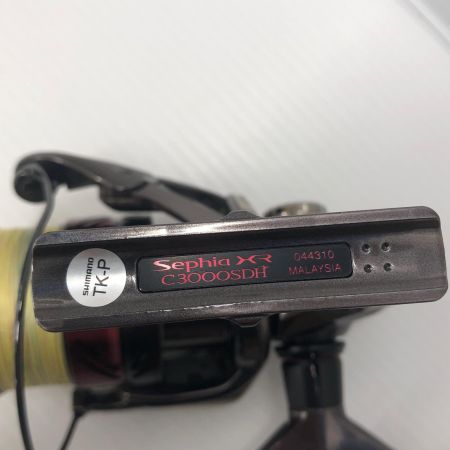 SHIMANO
TK-P
Sephia XR
C3000SDH
044310
MALAYSIA